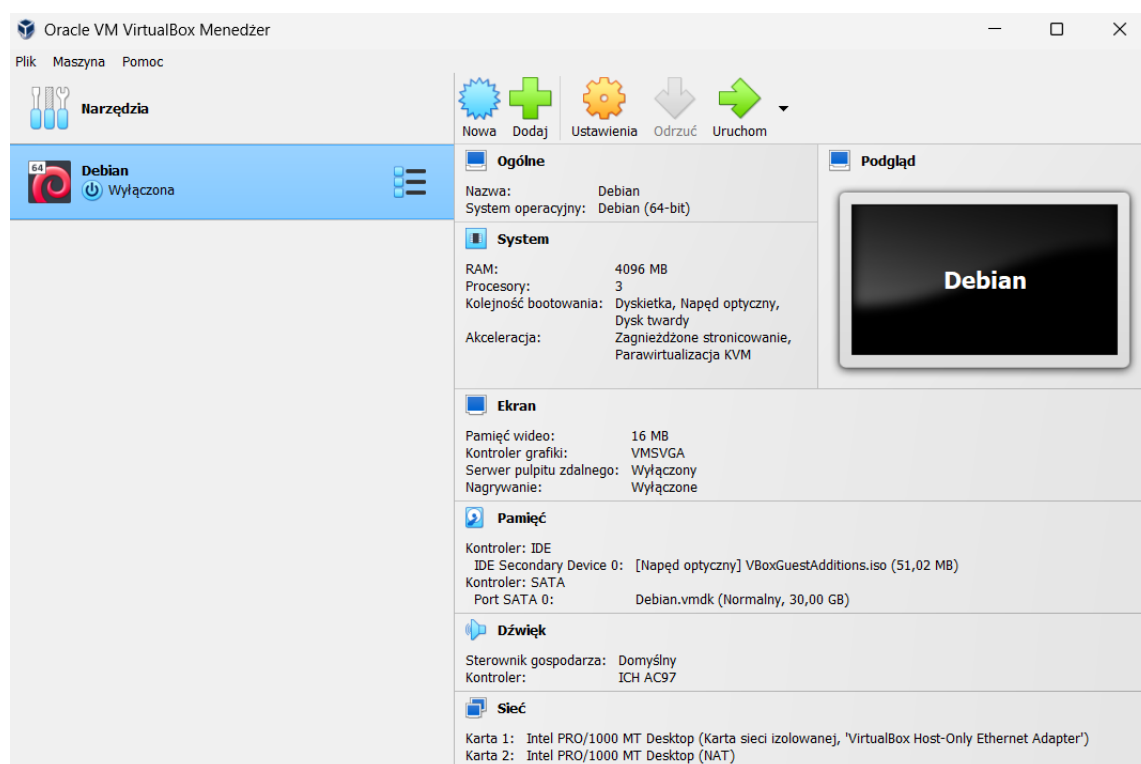 Oracle VM VirtualBox Menedżer
Plik Maszyna Pomoc
Narzędzia
Nowa Dodaj Ustawienia Odrzuć Uruchom
64 Debian
Wyłączona
Ogólne
Nazwa: Debian
System operacyjny: Debian (64-bit)
Podgląd
Debian
System
RAM: 4096 MB
Procesory: 3
Kolejność bootowania: Dyskietka, Napęd optyczny,
Dysk twardy
Akceleracja: Zagnieżdżone stronicowanie,
Parawirtualizacja KVM
Ekran
Pamięć wideo: 16 MB
Kontroler grafiki: VMSVGA
Serwer pulpitu zdalnego: Wyłączony
Nagrywanie: Wyłączone
Pamięć
Kontroler: IDE
IDE Secondary Device 0: [Napęd optyczny] VBoxGuestAdditions.iso (51,02 MB)
Kontroler: SATA
Port SATA 0: Debian.vmdk (Normalny, 30,00 GB)
Dźwięk
Sterownik gospodarza: Domyślny
Kontroler: ICH AC97
Sieć
Karta 1: Intel PRO/1000 MT Desktop (Karta sieci izolowanej, 'VirtualBox Host-Only Ethernet Adapter')
Karta 2: Intel PRO/1000 MT Desktop (NAT)